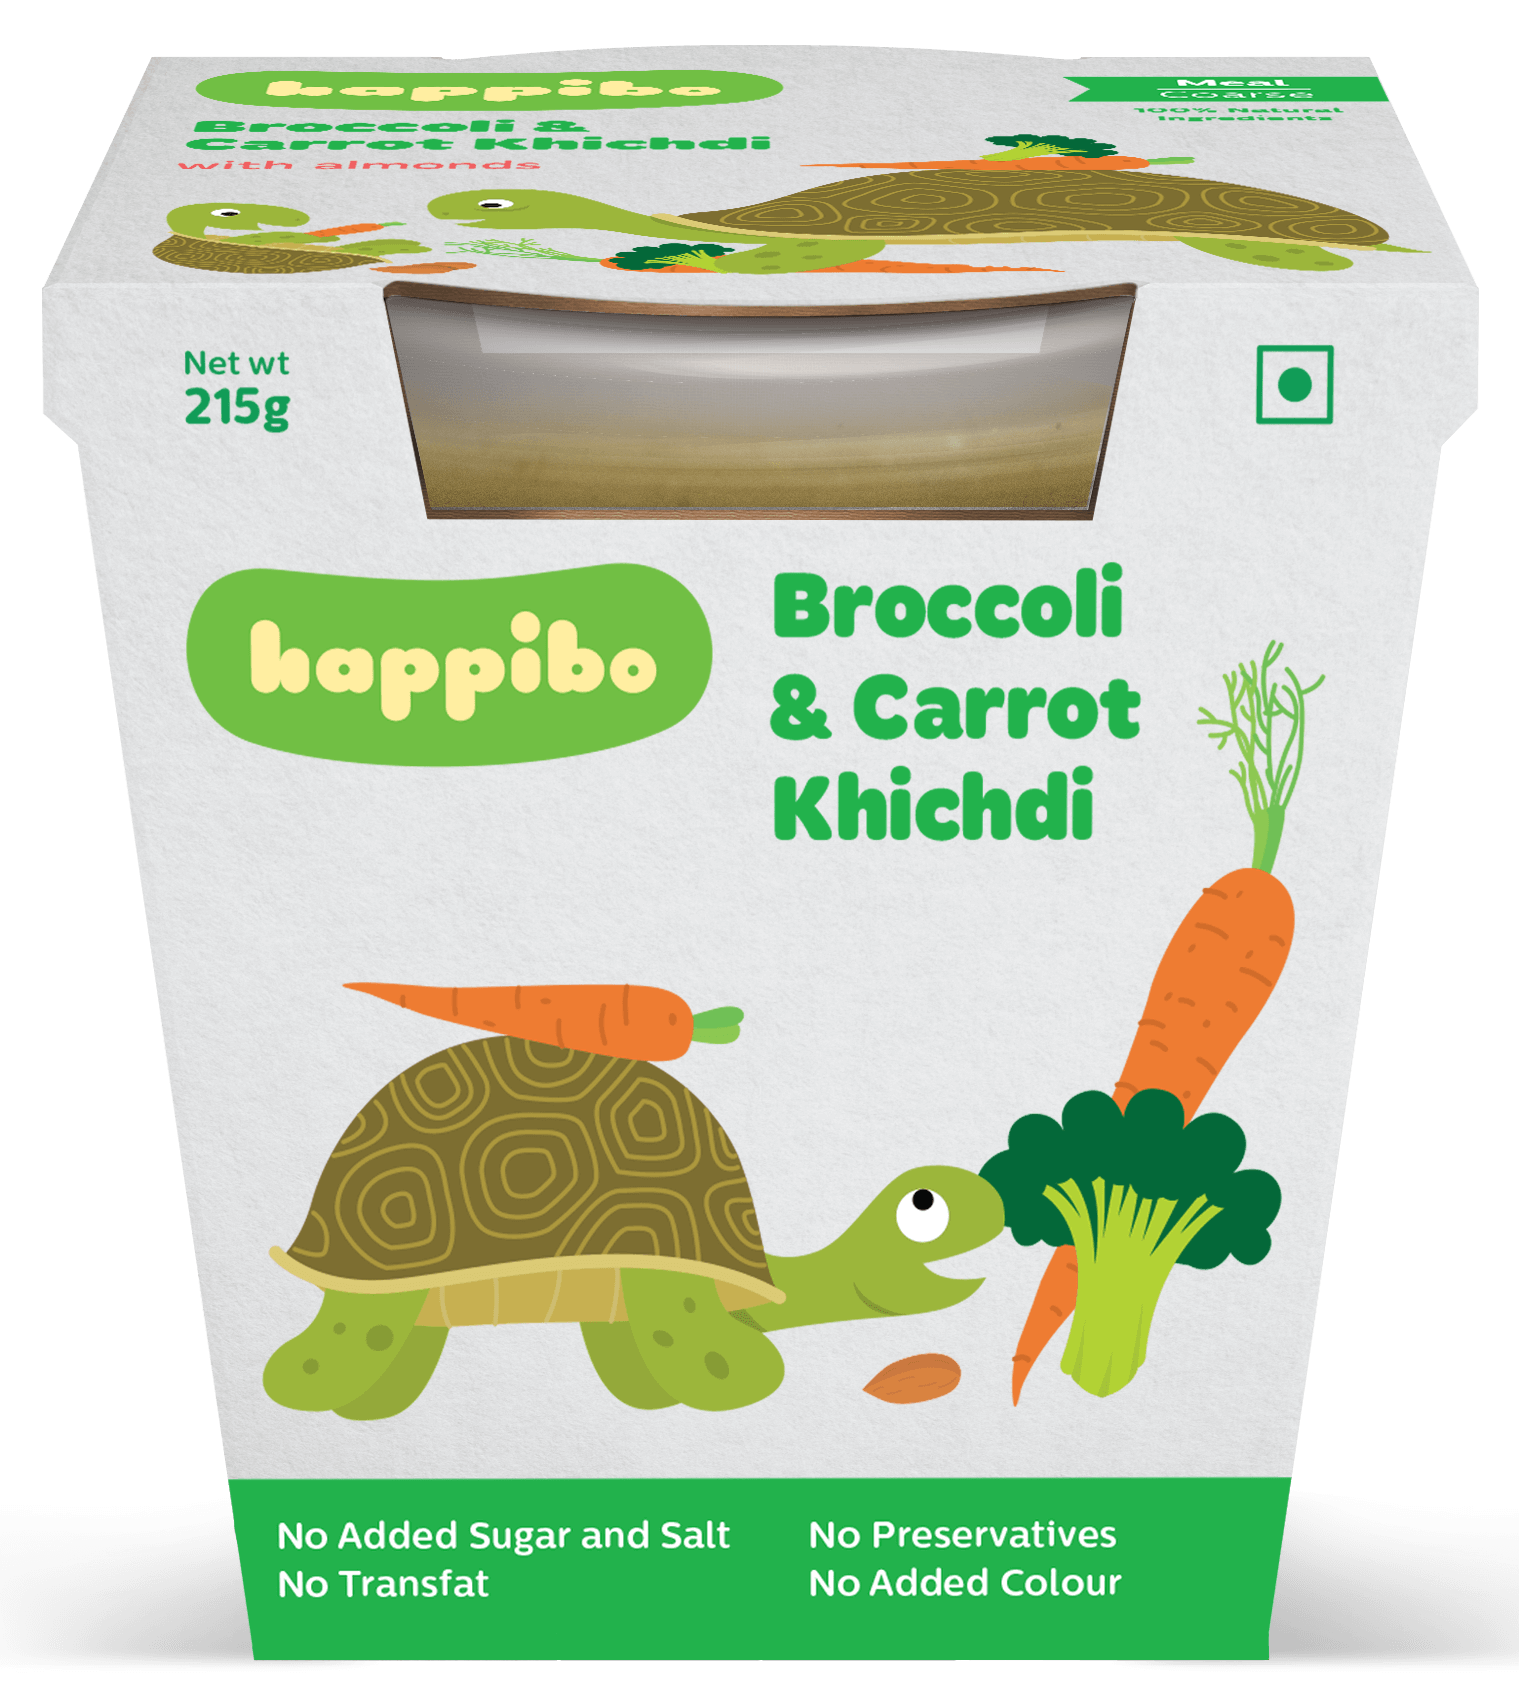 happibo
Broccoli &
Carrot Khichdi
with almonds
Meal
Coarse
100% Natural
Ingredients
Net wt
215g
happibo
Broccoli
& Carrot
Khichdi
No Added Sugar and Salt
No Transfat
No Preservatives
No Added Colour